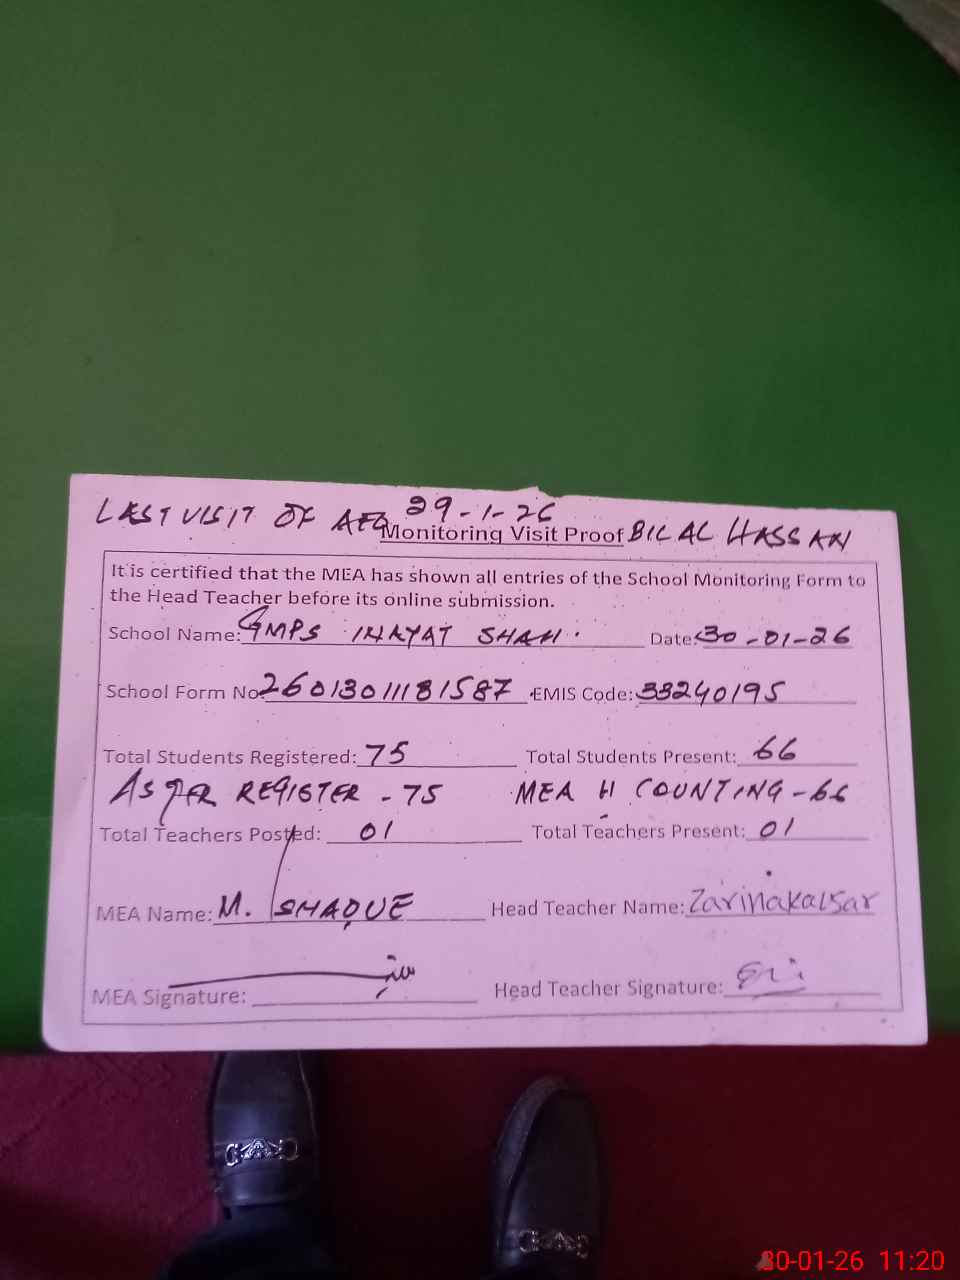 LAST VISIT OF AEO 29-1-26 BILAL HASSAN
Monitoring Visit Proof
It is certified that the MEA has shown all entries of the School Monitoring Form to
the Head Teacher before its online submission.
School Name: GMPS INAYAT SHAH. Date: 30-01-26
School Form No: 26013011181587 EMIS Code: 33240195
Total Students Registered: 75 Total Students Present: 66
AS PER REGISTER - 75 MEA H COUNTING - 66
Total Teachers Posted: 01 Total Teachers Present: 01
MEA Name: M. Head Teacher Name: Zarina kausar
MEA Signature: Head Teacher Signature:
30-01-26 11:20